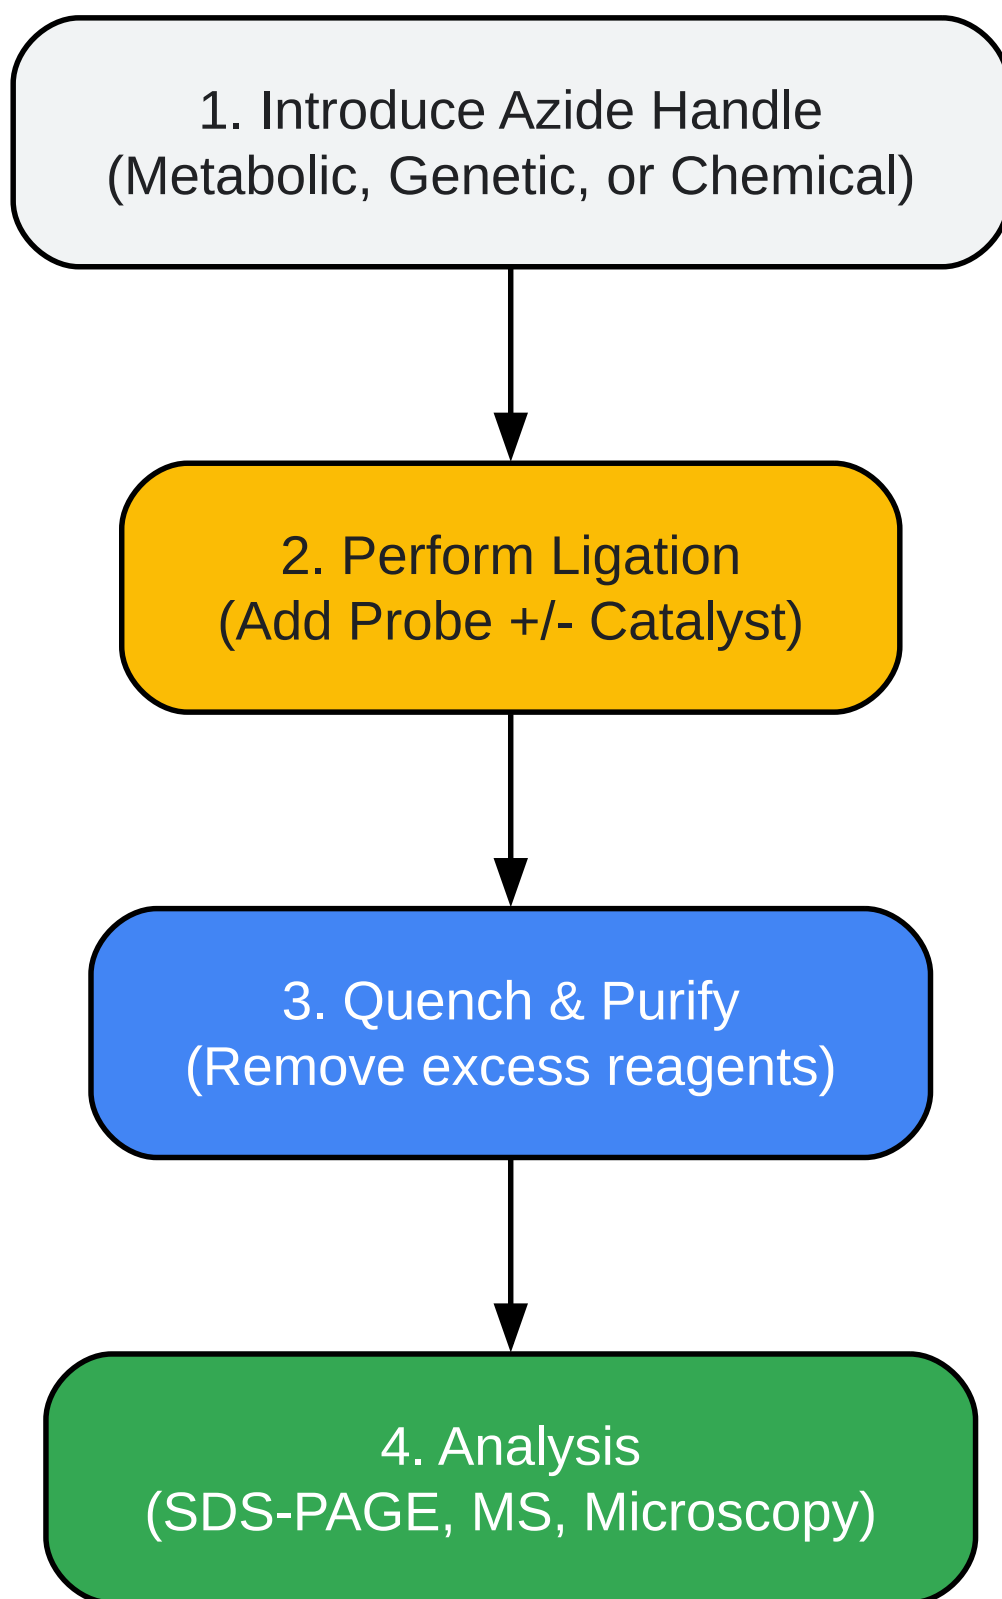 1. Introduce Azide Handle
(Metabolic, Genetic, or Chemical)
2. Perform Ligation
(Add Probe +/- Catalyst)
3. Quench & Purify
(Remove excess reagents)
4. Analysis
(SDS-PAGE, MS, Microscopy)